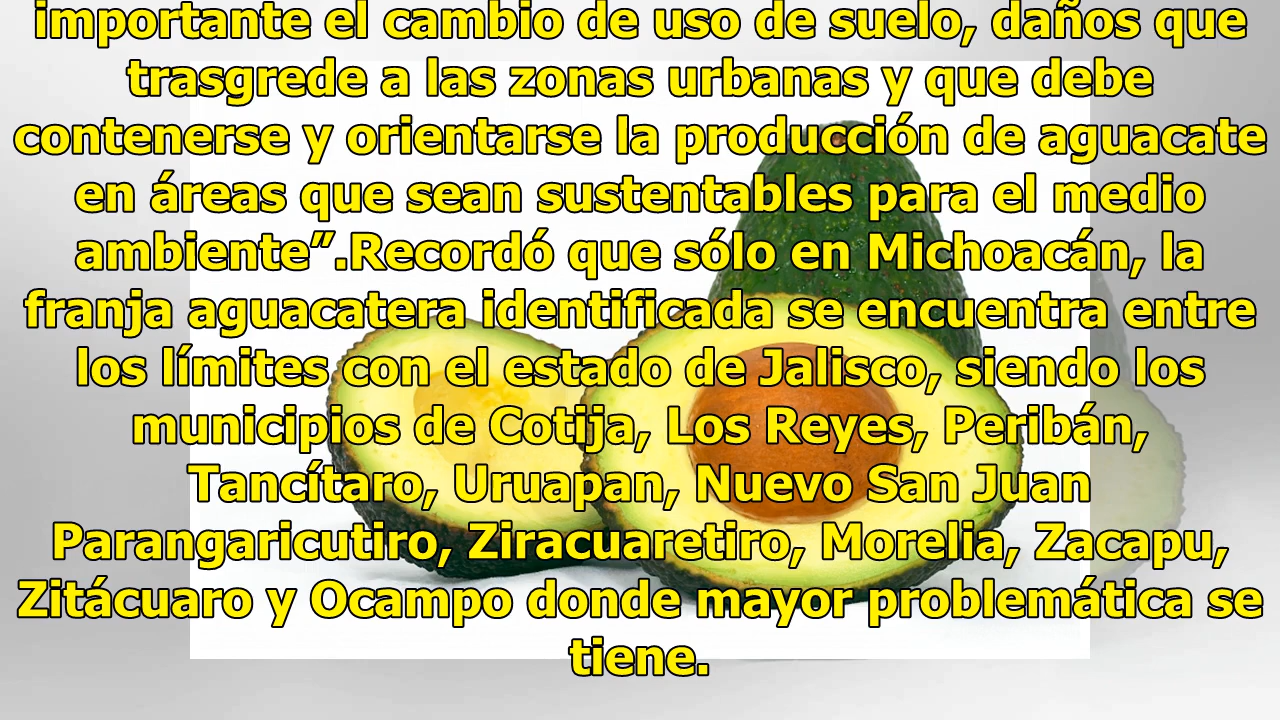 importante el cambio de uso de suelo, daños que
trasgrede a las zonas urbanas y que debe
contenerse y orientarse la producción de aguacate
en áreas que sean sustentables para el medio
ambiente”.Recordó que sólo en Michoacán, la
franja aguacatera identificada se encuentra entre
los límites con el estado de Jalisco, siendo los
municipios de Cotija, Los Reyes, Peribán,
Tancítaro, Uruapan, Nuevo San Juan
Parangaricutiro, Ziracuaretiro, Morelia, Zacapu,
Zitácuaro y Ocampo donde mayor problemática se
tiene.